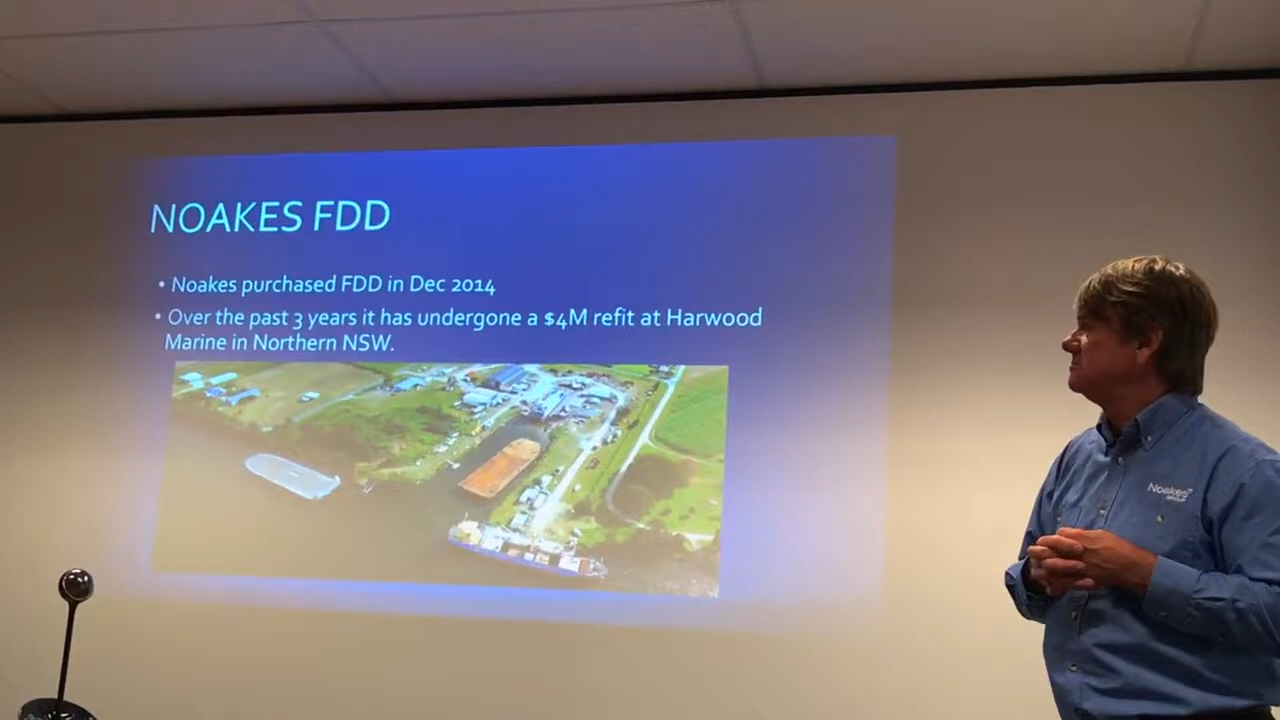 NOAKES FDD
• Noakes purchased FDD in Dec 2014
• Over the past 3 years it has undergone a $4M refit at Harwood
Marine in Northern NSW.
Noakes
GROUP